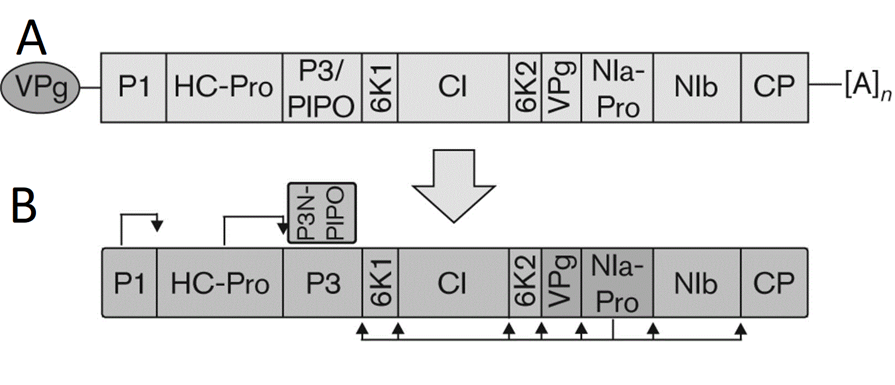 A
VPg
P1
HC-Pro
P3/
PIPO
6K1
CI
6K2
VPg
NIa-
Pro
NIb
CP
[A]n
B
P3N-
PIPO
P1
HC-Pro
P3
6K1
CI
6K2
VPg
NIa-
Pro
NIb
CP